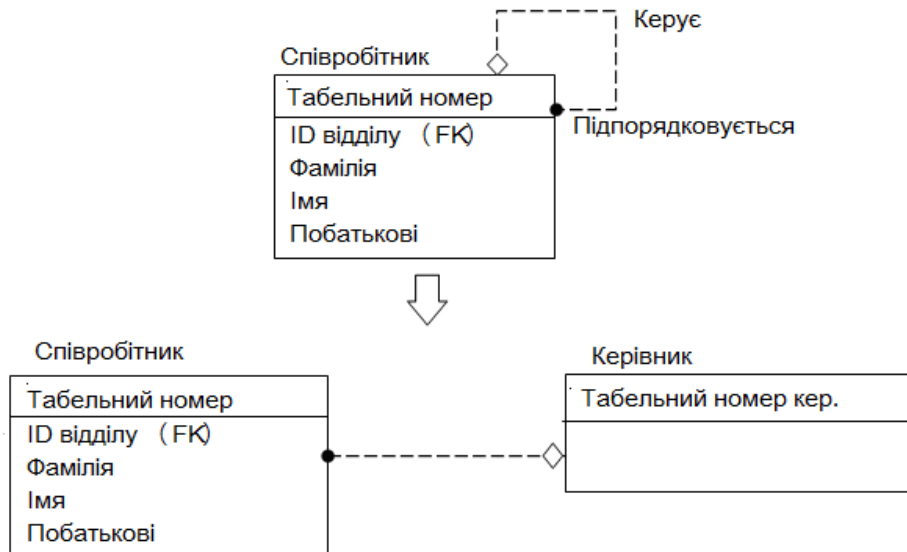 Керує
Співробітник
Табельний номер
Підпорядковується
ID відділу (FK)
Фамілія
Імя
Побатькові
Співробітник
Керівник
Табельний номер
Табельний номер кер.
ID відділу (FK)
Фамілія
Імя
Побатькові